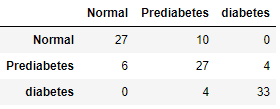 Normal Prediabetes diabetes
Normal 27 10 0
Prediabetes 6 27 4
diabetes 0 4 33